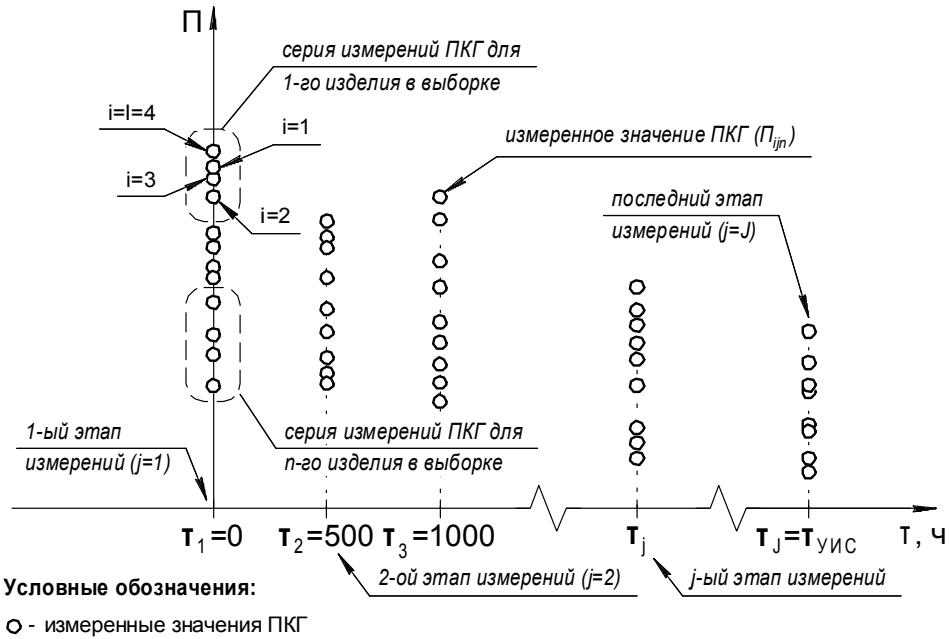 П
серия измерений ПКГ для
1-го изделия в выборке
i=I=4
i=1
i=3
i=2
измеренное значение ПКГ (Пijn)
последний этап
измерений (j=J)
1-ый этап
измерений (j=1)
серия измерений ПКГ для
n-го изделия в выборке
τ1=0
τ2=500
τ3=1000
τj
τJ=τУИС
τ, ч
2-ой этап измерений (j=2)
j-ый этап измерений
Условные обозначения:
- измеренные значения ПКГ